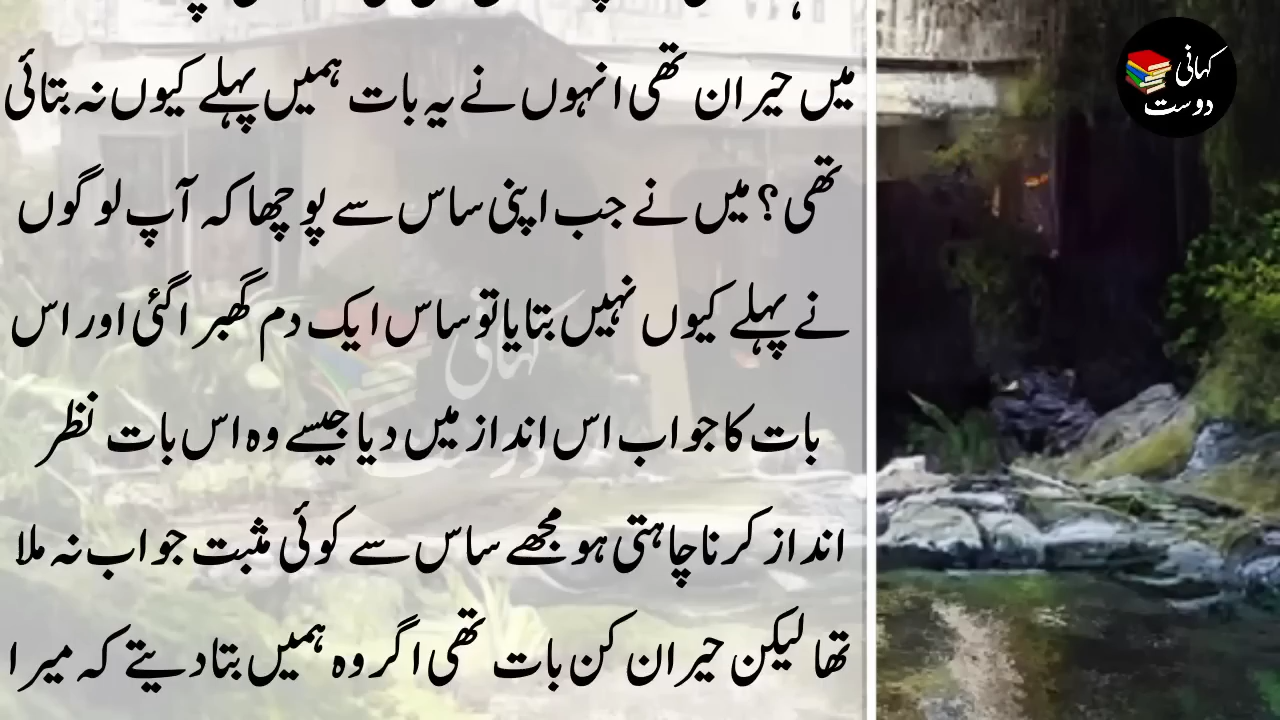 میں حیران تھی انہوں نے یہ بات ہمیں پہلے کیوں نہ بتائی
تھی؟ میں نے جب اپنی ساس سے پوچھا کہ آپ لوگوں
نے پہلے کیوں نہیں بتایا تو ساس ایک دم گھبرا گئی اور اس
بات کا جواب اس انداز میں دیا جیسے وہ اس بات نظر
انداز کرنا چاہتی ہو مجھے ساس سے کوئی مثبت جواب نہ ملا
تھا لیکن حیران کن بات تھی اگر وہ ہمیں بتا دیتے کہ میرا
کہانی
دوست
کہانی
دوست